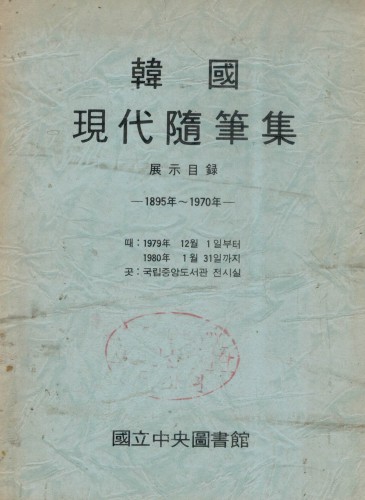 韓國
現代隨筆集
展示目録
―1895年～1970年―
때 : 1979年 12월 1일부터
1980年 1월 31일까지
곳 : 국립중앙도서관 전시실
國立中央圖書館